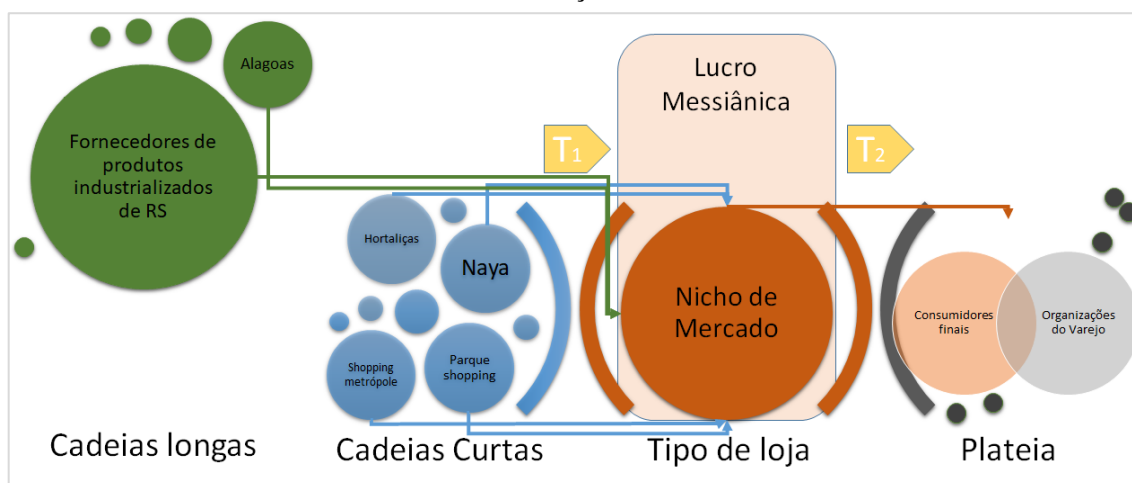 Alagoas
Fornecedores de
produtos
industrializados
de RS
Lucro
Messiânica
T1
T2
Hortaliças
Naya
Shopping
metrópole
Parque
shopping
Nicho de
Mercado
Consumidores
finais
Organizações
do Varejo
Cadeias longas
Cadeias Curtas
Tipo de loja
Plateia